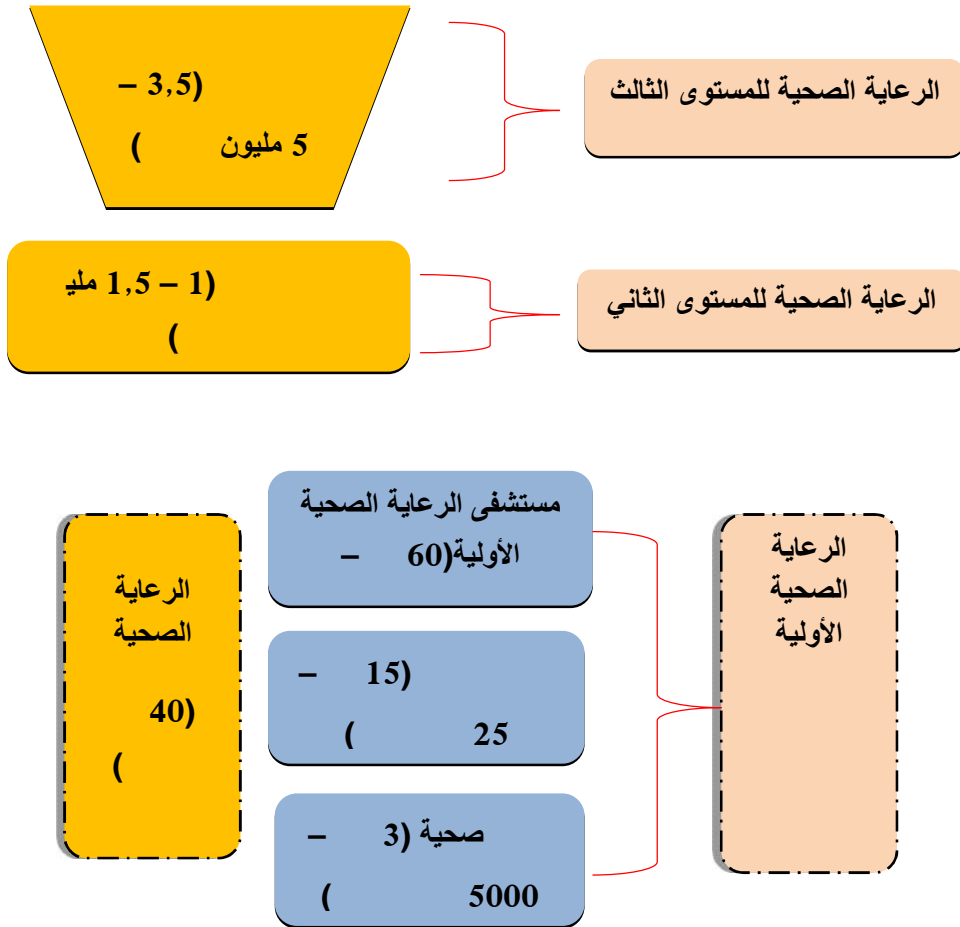 الرعاية الصحية للمستوى الثالث
(3,5 –
5 مليون )
الرعاية الصحية للمستوى الثاني
(1 – 1,5 ملي
)
الرعاية
الصحية
الأولية
مستشفى الرعاية الصحية
الأولية(60 –
(15 –
25 )
صحية (3 –
5000 )
الرعاية
الصحية
(40
)